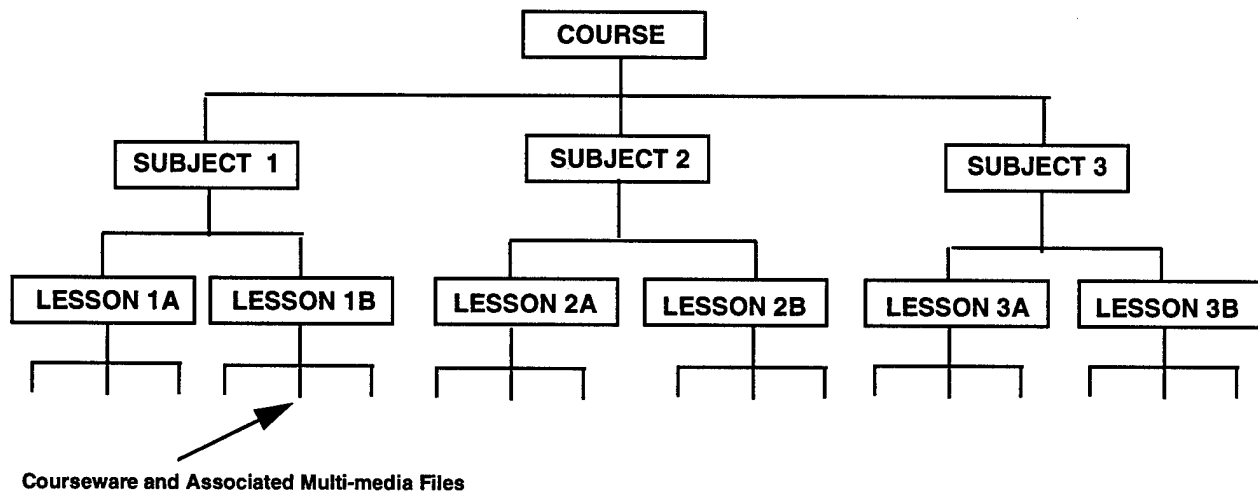 COURSE
SUBJECT 1
SUBJECT 2
SUBJECT 3
LESSON 1A
LESSON 1B
LESSON 2A
LESSON 2B
LESSON 3A
LESSON 3B
Courseware and Associated Multi-media Files